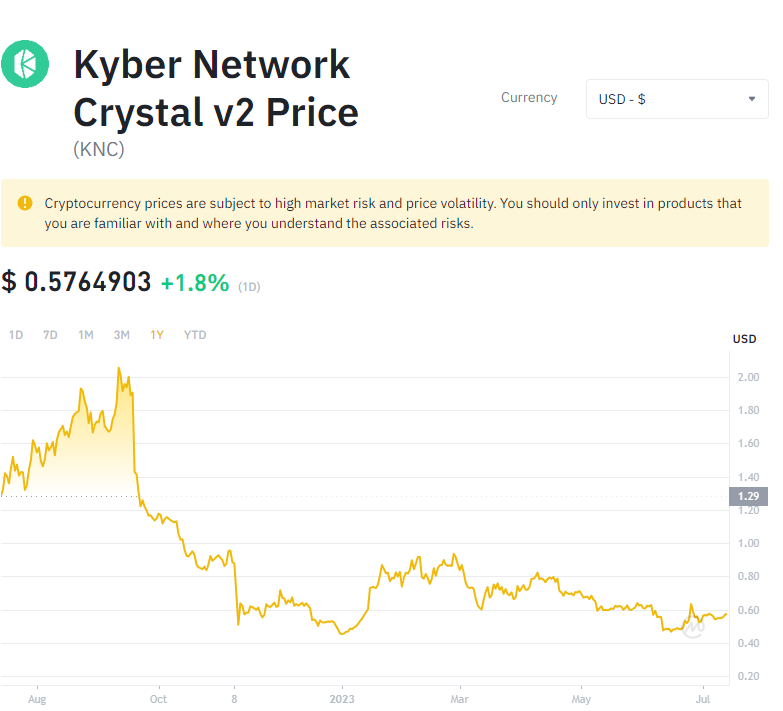 Kyber Network
Crystal v2 Price
(KNC)
Currency
USD - $
Cryptocurrency prices are subject to high market risk and price volatility. You should only invest in products that
you are familiar with and where you understand the associated risks.
$ 0.5764903 +1.8% (1D)
1D 7D 1M 3M 1Y YTD
USD
2.00
1.80
1.60
1.40
1.29
1.20
1.00
0.80
0.60
0.40
0.20
Aug Oct 8 2023 Mar May Jul